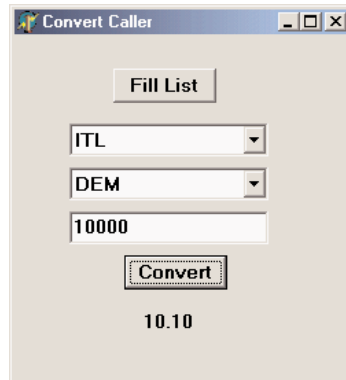 Convert Caller
Fill List
ITL
DEM
10000
Convert
10.10